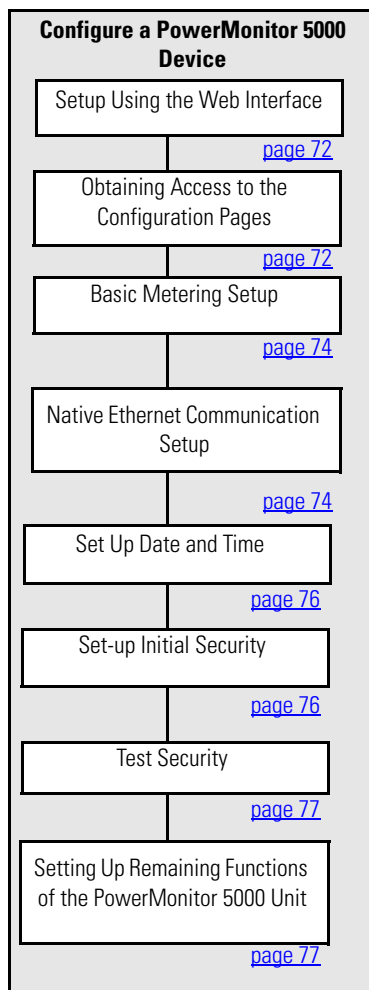 Configure a PowerMonitor 5000
Device
Setup Using the Web Interface
page 72
Obtaining Access to the
Configuration Pages
page 72
Basic Metering Setup
page 74
Native Ethernet Communication
Setup
page 74
Set Up Date and Time
page 76
Set-up Initial Security
page 76
Test Security
page 77
Setting Up Remaining Functions
of the PowerMonitor 5000 Unit
page 77